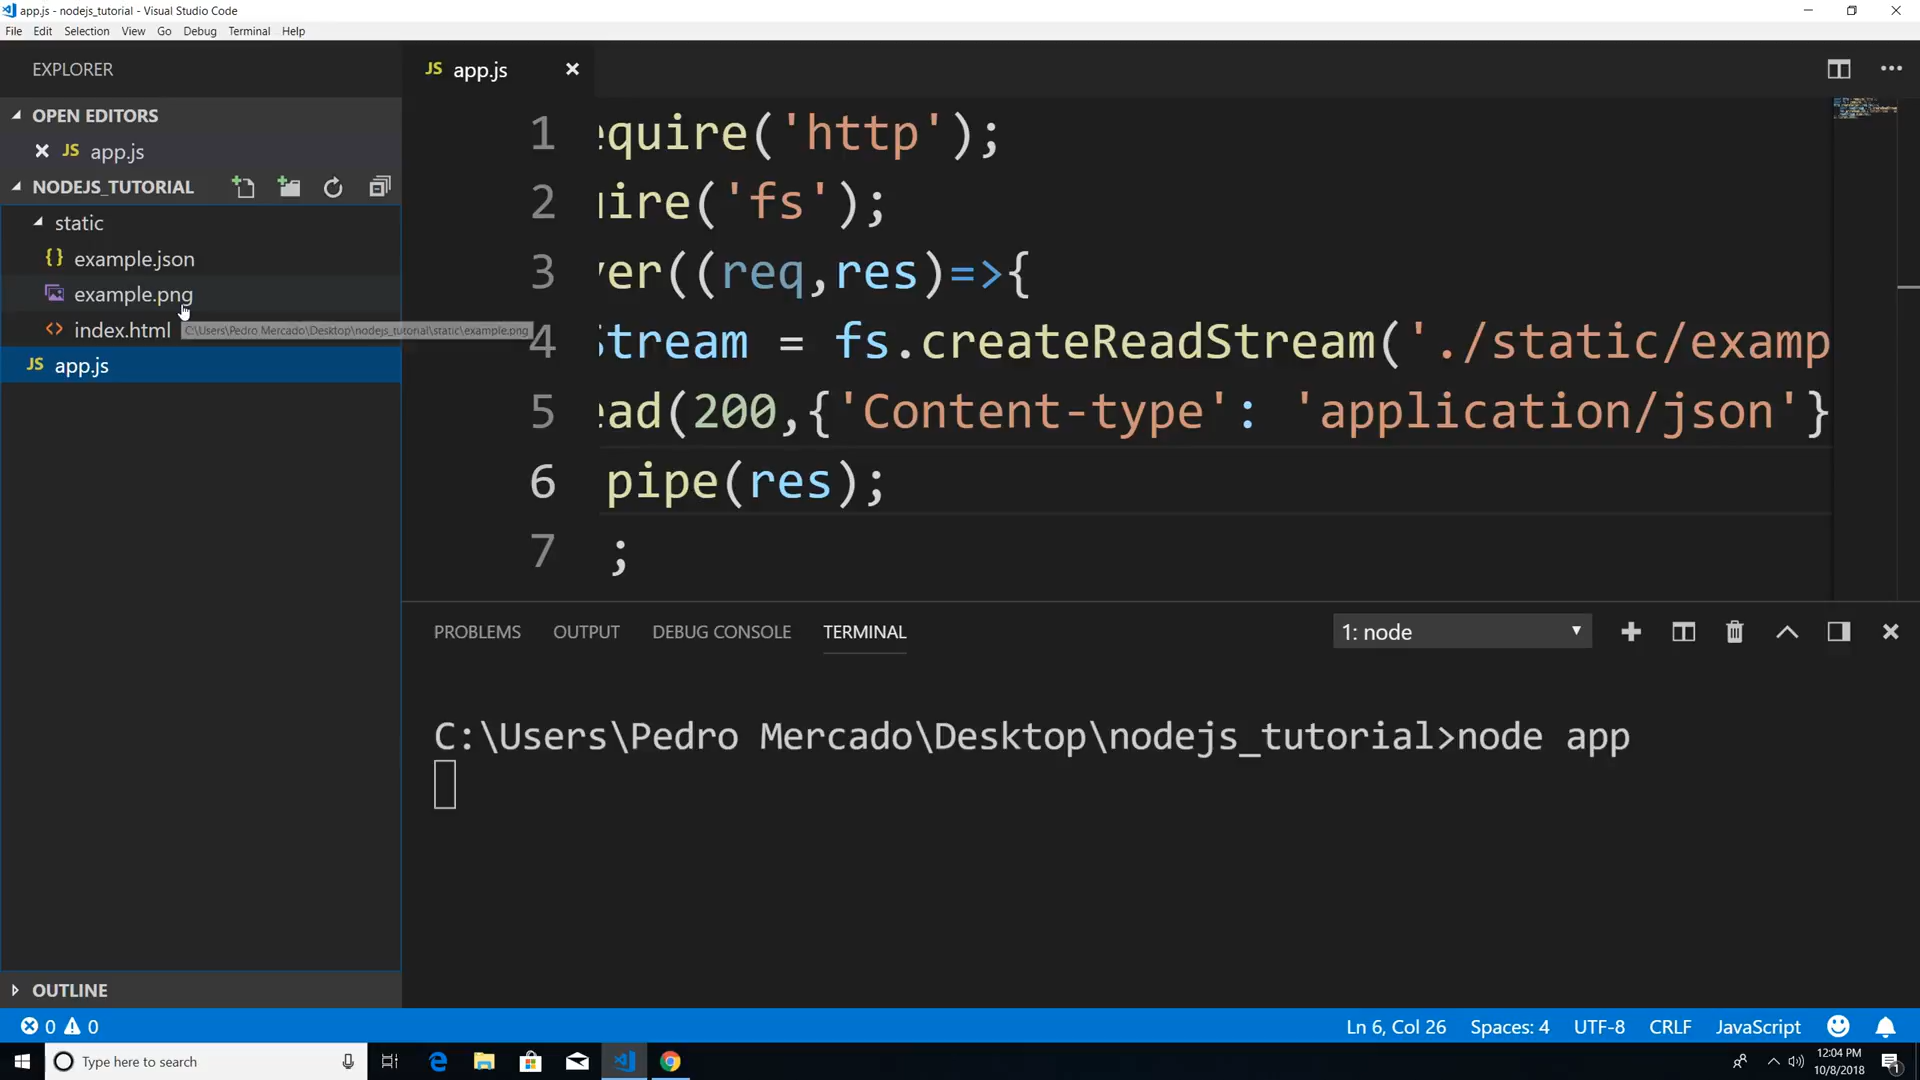 app.js - nodejs_tutorial - Visual Studio Code
File Edit Selection View Go Debug Terminal Help
EXPLORER
OPEN EDITORS
JS app.js
NODEJS_TUTORIAL
static
{} example.json
example.png
<> index.html
C:\Users\Pedro Mercado\Desktop\nodejs_tutorial\static\example.png
JS app.js
OUTLINE
JS app.js
1 equire('http');
2 uire('fs');
3 ver((req,res)=>{
4 Stream = fs.createReadStream('./static/examp
5 ead(200,{'Content-type': 'application/json'}
6 pipe(res);
7 ;
PROBLEMS OUTPUT DEBUG CONSOLE TERMINAL 1: node
C:\Users\Pedro Mercado\Desktop\nodejs_tutorial>node app
0 0 Ln 6, Col 26 Spaces: 4 UTF-8 CRLF JavaScript
Type here to search
12:04 PM
10/8/2018
1